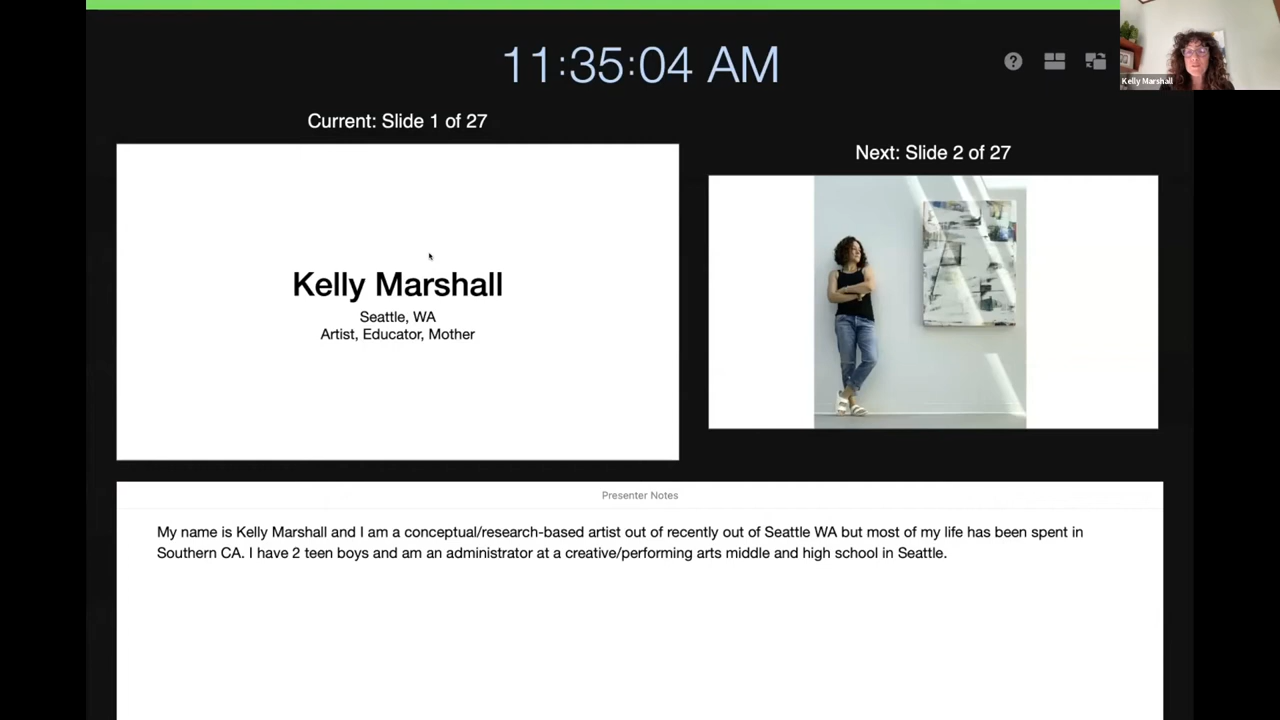 11:35:04 AM
Kelly Marshall
Current: Slide 1 of 27
Next: Slide 2 of 27
Kelly Marshall
Seattle, WA
Artist, Educator, Mother
Presenter Notes
My name is Kelly Marshall and I am a conceptual/research-based artist out of recently out of Seattle WA but most of my life has been spent in
Southern CA. I have 2 teen boys and am an administrator at a creative/performing arts middle and high school in Seattle.